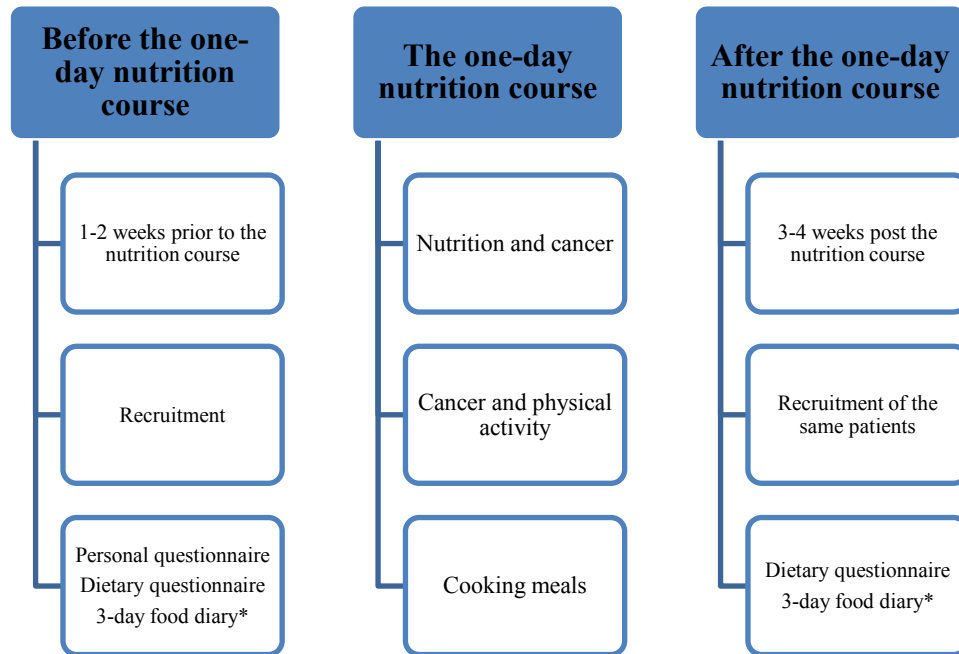 Before the one-
day nutrition
course
1-2 weeks prior to the
nutrition course
Recruitment
Personal questionnaire
Dietary questionnaire
3-day food diary*
The one-day
nutrition course
Nutrition and cancer
Cancer and physical
activity
Cooking meals
After the one-day
nutrition course
3-4 weeks post the
nutrition course
Recruitment of the
same patients
Dietary questionnaire
3-day food diary*